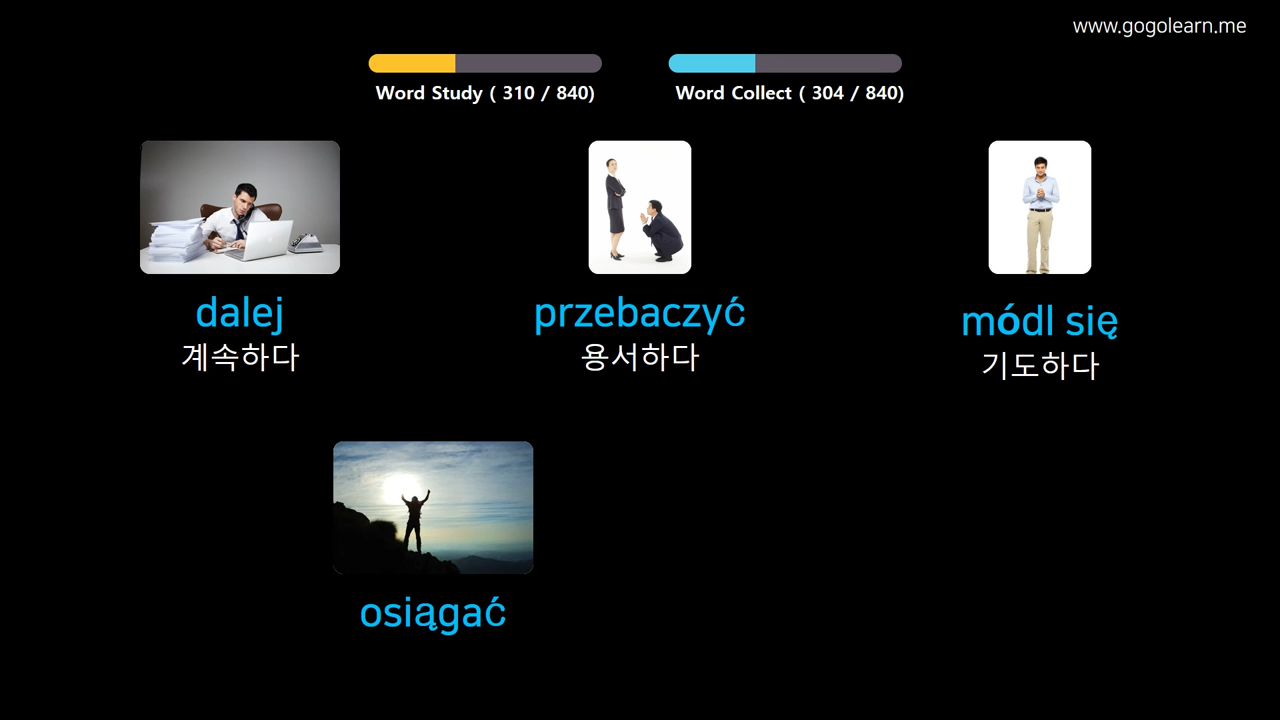 www.gogolearn.me
Word Study ( 310 / 840)
Word Collect ( 304 / 840)
dalej
계속하다
przebaczyć
용서하다
módl się
기도하다
osiągać